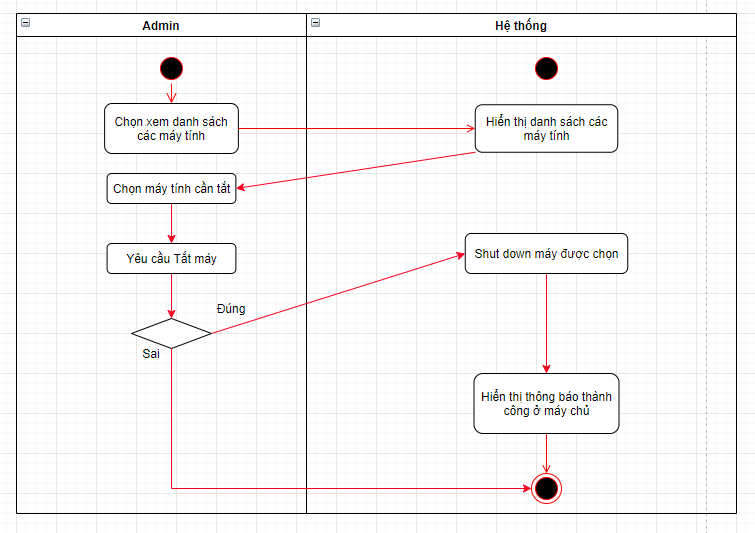 Admin
Hệ thống
Chọn xem danh sách
các máy tính
Hiển thị danh sách các
máy tính
Chọn máy tính cần tắt
Yêu cầu Tắt máy
Shut down máy được chọn
Đúng
Sai
Hiển thị thông báo thành
công ở máy chủ